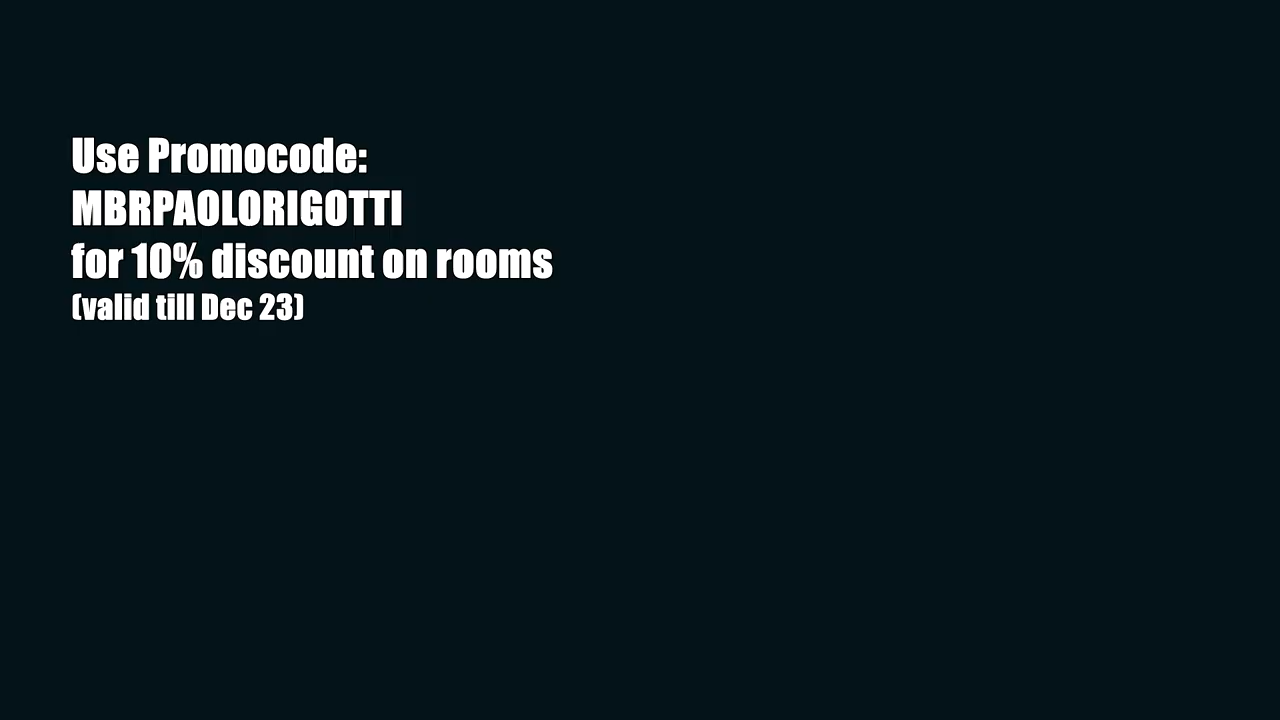 Use Promocode:
MBRPAOLORIGOTTI
for 10% discount on rooms
(valid till Dec 23)